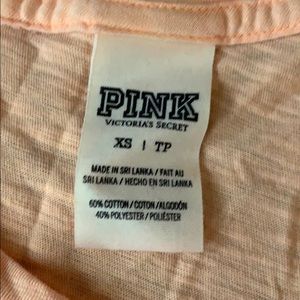 PINK
VICTORIA'S SECRET
XS | TP
MADE IN SRI LANKA / FAIT AU
SRI LANKA / HECHO EN SRI LANKA
60% COTTON / COTON /ALGODÓN
40% POLYESTER / POLIÉSTER